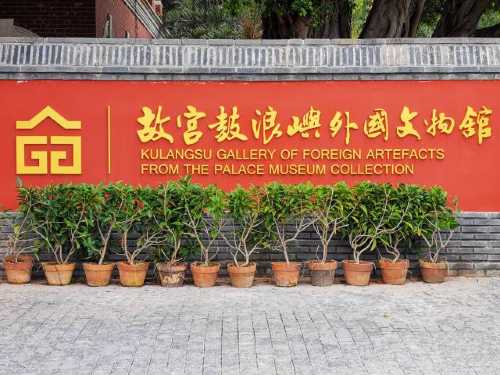 故宫鼓浪屿外國文物館
KULANGSU GALLERY OF FOREIGN ARTEFACTS
FROM THE PALACE MUSEUM COLLECTION